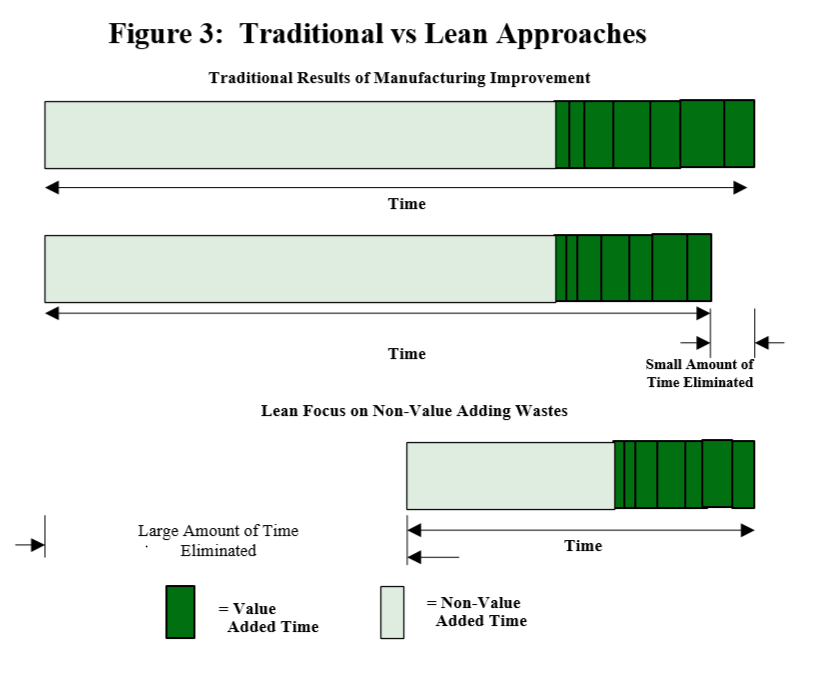 Figure 3:  Traditional vs Lean Approaches
Traditional Results of Manufacturing Improvement
Time
Time
Small Amount of
Time Eliminated
Lean Focus on Non-Value Adding Wastes
Large Amount of Time
Eliminated
Time
= Value
Added Time
= Non-Value
Added Time